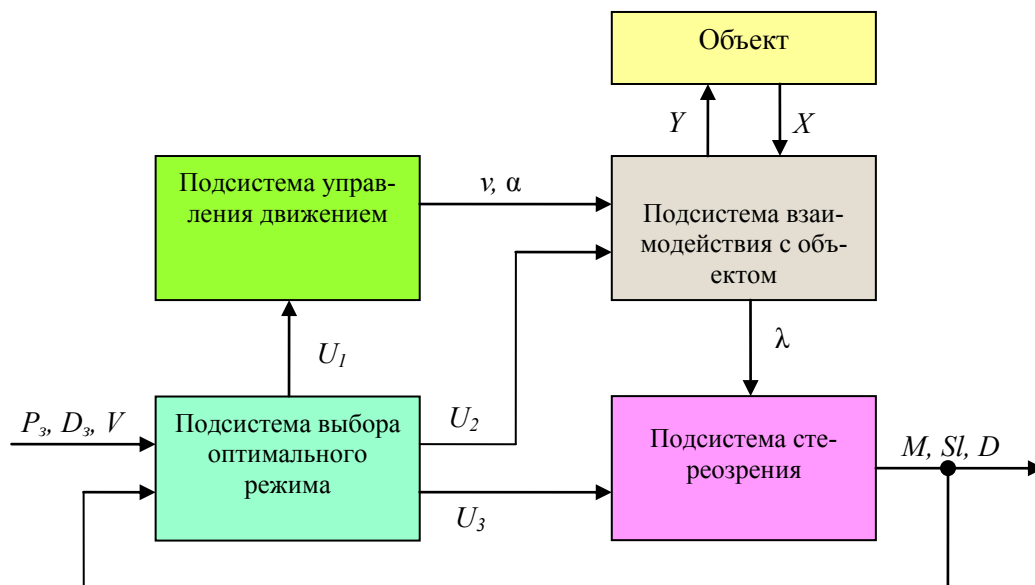 Объект
Y
X
Подсистема управ-
ления движением
v, α
Подсистема взаи-
модействия с объ-
ектом
U1
λ
Pз, Dз, V
Подсистема выбора
оптимального
режима
U2
Подсистема сте-
реозрения
M, Sl, D
U3